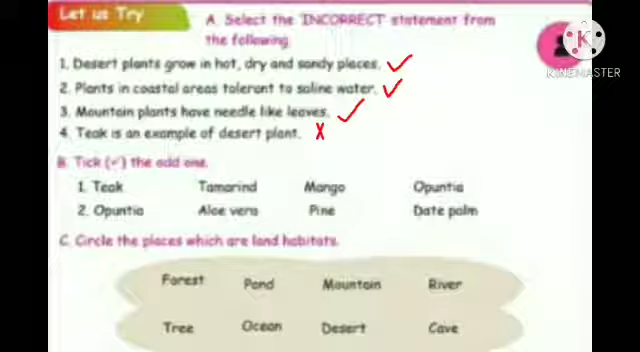 Let us Try
A. Select the 'INCORRECT' statement from
the following.
1. Desert plants grow in hot, dry and sandy places.
2. Plants in coastal areas tolerant to saline water.
3. Mountain plants have needle like leaves.
4. Teak is an example of desert plant.
B. Tick (✓) the odd one.
1. Teak Tamarind Mango Opuntia
2. Opuntia Aloe vera Pine Date palm
C. Circle the places which are land habitats.
Forest Pond Mountain River
Tree Ocean Desert Cave
KINEMASTER